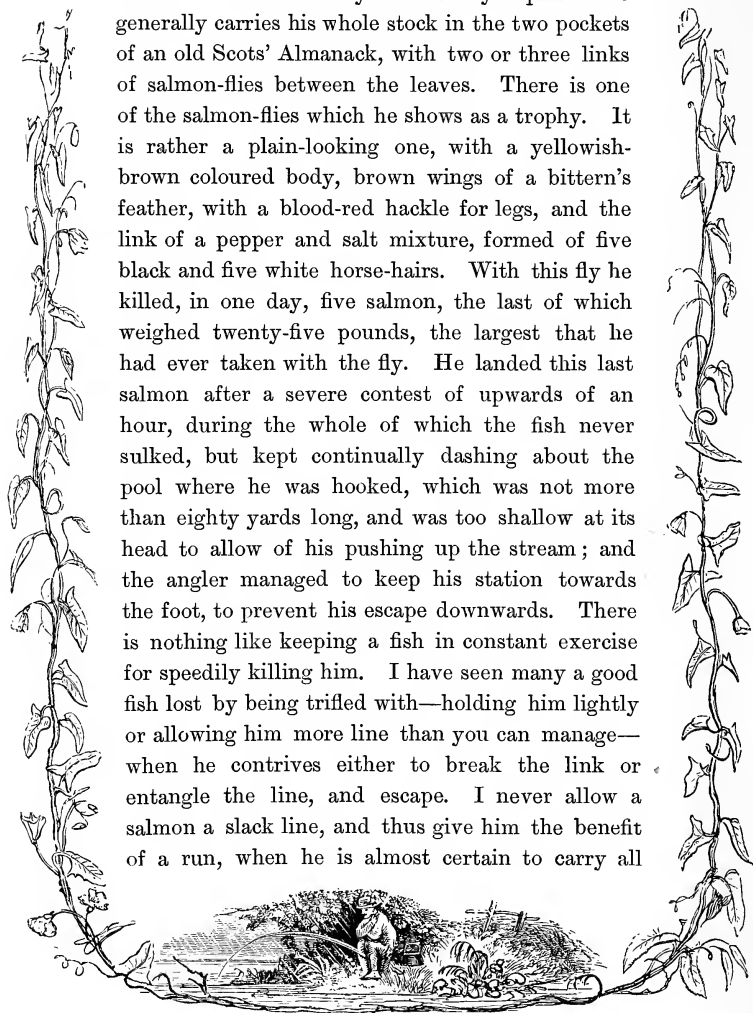 generally carries his whole stock in the two pockets
of an old Scots' Almanack, with two or three links
of salmon-flies between the leaves. There is one
of the salmon-flies which he shows as a trophy. It
is rather a plain-looking one, with a yellowish-
brown coloured body, brown wings of a bittern's
feather, with a blood-red hackle for legs, and the
link of a pepper and salt mixture, formed of five
black and five white horse-hairs. With this fly he
killed, in one day, five salmon, the last of which
weighed twenty-five pounds, the largest that he
had ever taken with the fly. He landed this last
salmon after a severe contest of upwards of an
hour, during the whole of which the fish never
sulked, but kept continually dashing about the
pool where he was hooked, which was not more
than eighty yards long, and was too shallow at its
head to allow of his pushing up the stream; and
the angler managed to keep his station towards
the foot, to prevent his escape downwards. There
is nothing like keeping a fish in constant exercise
for speedily killing him. I have seen many a good
fish lost by being trifled with—holding him lightly
or allowing him more line than you can manage—
when he contrives either to break the link or
entangle the line, and escape. I never allow a
salmon a slack line, and thus give him the benefit
of a run, when he is almost certain to carry all